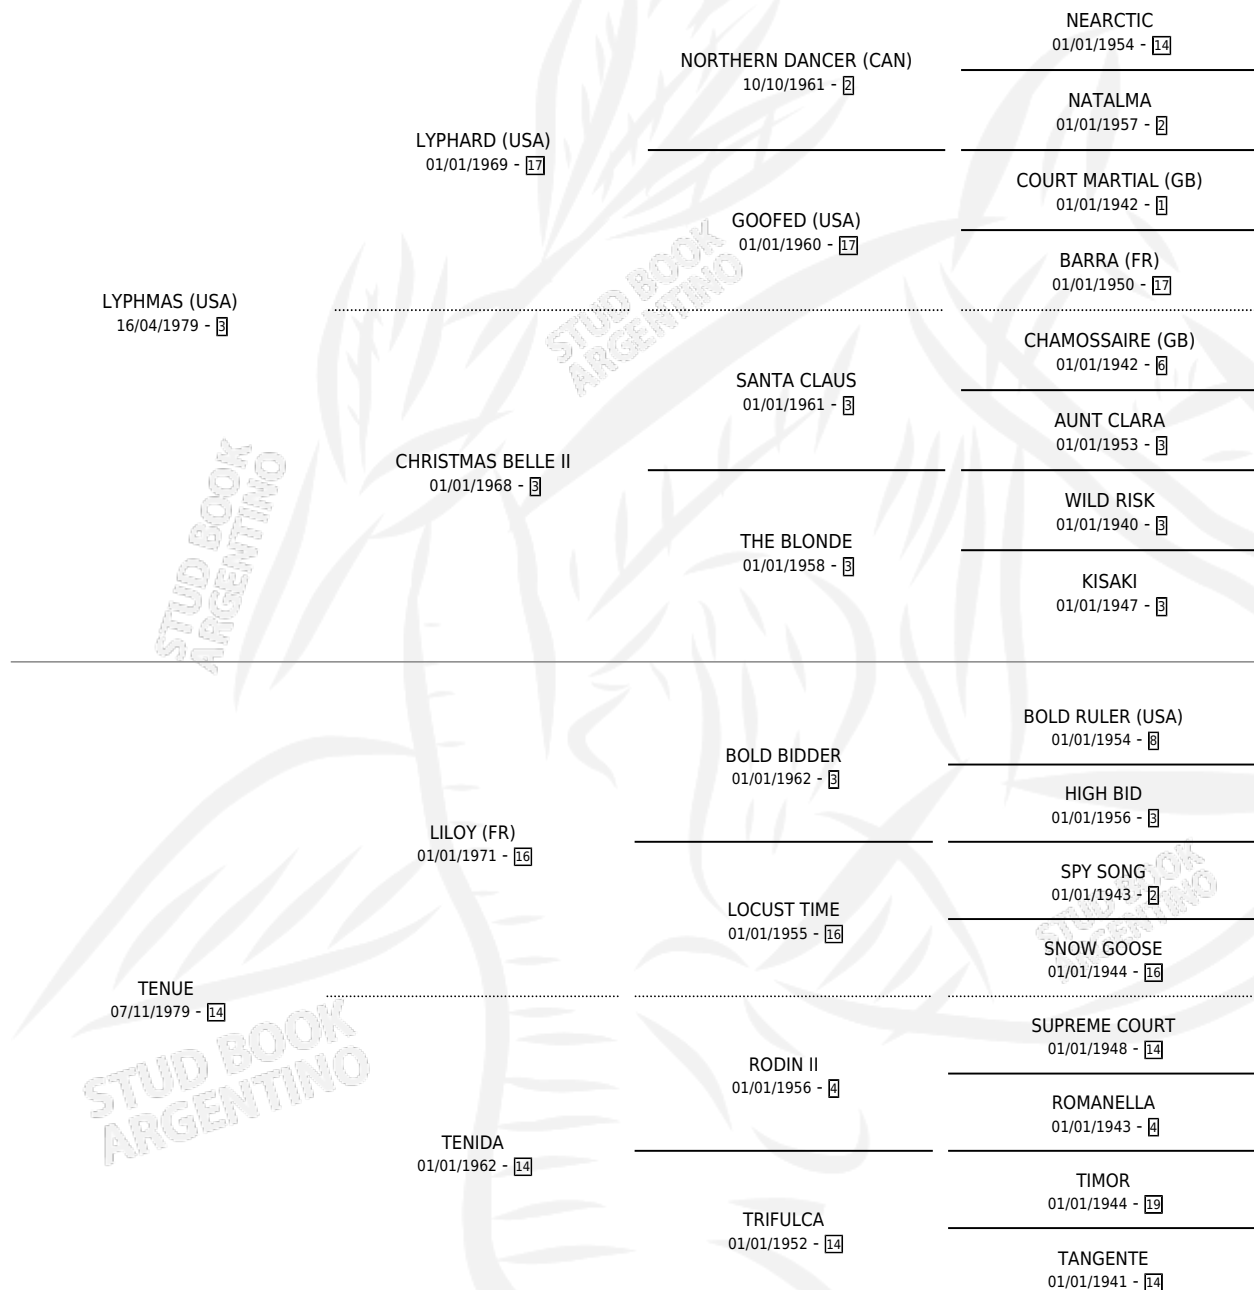 NEARCTIC
01/01/1954 - 14
NORTHERN DANCER (CAN)
10/10/1961 - 2
NATALMA
01/01/1957 - 2
LYPHARD (USA)
01/01/1969 - 17
COURT MARTIAL (GB)
01/01/1942 - 1
GOOFED (USA)
01/01/1960 - 17
BARRA (FR)
01/01/1950 - 17
LYPHMAS (USA)
16/04/1979 - 3
STUD BOOK
ARGENTINO
CHAMOSSAIRE (GB)
01/01/1942 - 6
SANTA CLAUS
01/01/1961 - 3
AUNT CLARA
01/01/1953 - 3
CHRISTMAS BELLE II
01/01/1968 - 3
WILD RISK
01/01/1940 - 3
THE BLONDE
01/01/1958 - 3
KISAKI
01/01/1947 - 3
STUD BOOK
ARGENTINO
BOLD RULER (USA)
01/01/1954 - 8
BOLD BIDDER
01/01/1962 - 3
HIGH BID
01/01/1956 - 3
LILOY (FR)
01/01/1971 - 16
SPY SONG
01/01/1943 - 2
LOCUST TIME
01/01/1955 - 16
STUD BOOK
ARGENTINO
SNOW GOOSE
01/01/1944 - 16
TENUE
07/11/1979 - 14
STUD BOOK
ARGENTINO
SUPREME COURT
01/01/1948 - 14
RODIN II
01/01/1956 - 4
ROMANELLA
01/01/1943 - 4
TENIDA
01/01/1962 - 14
TIMOR
01/01/1944 - 19
TRIFULCA
01/01/1952 - 14
TANGENTE
01/01/1941 - 14